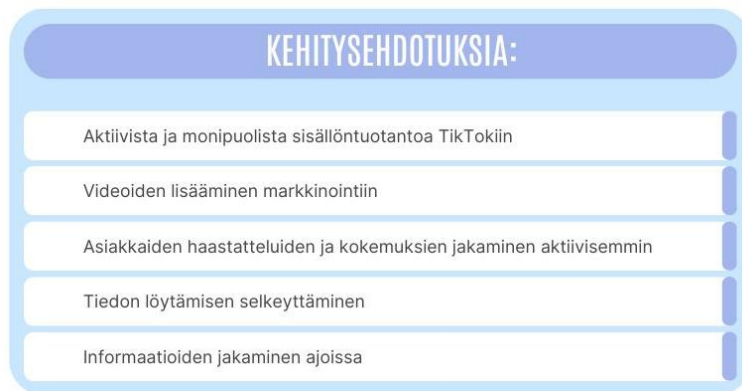 KEHITYSEHDOTUKSIA:
Aktiivista ja monipuolista sisällöntuotantoa TikTokiin
Videoiden lisääminen markkinointiin
Asiakkaiden haastatteluiden ja kokemuksien jakaminen aktiivisemmin
Tiedon löytämisen selkeyttäminen
Informaatioiden jakaminen ajoissa